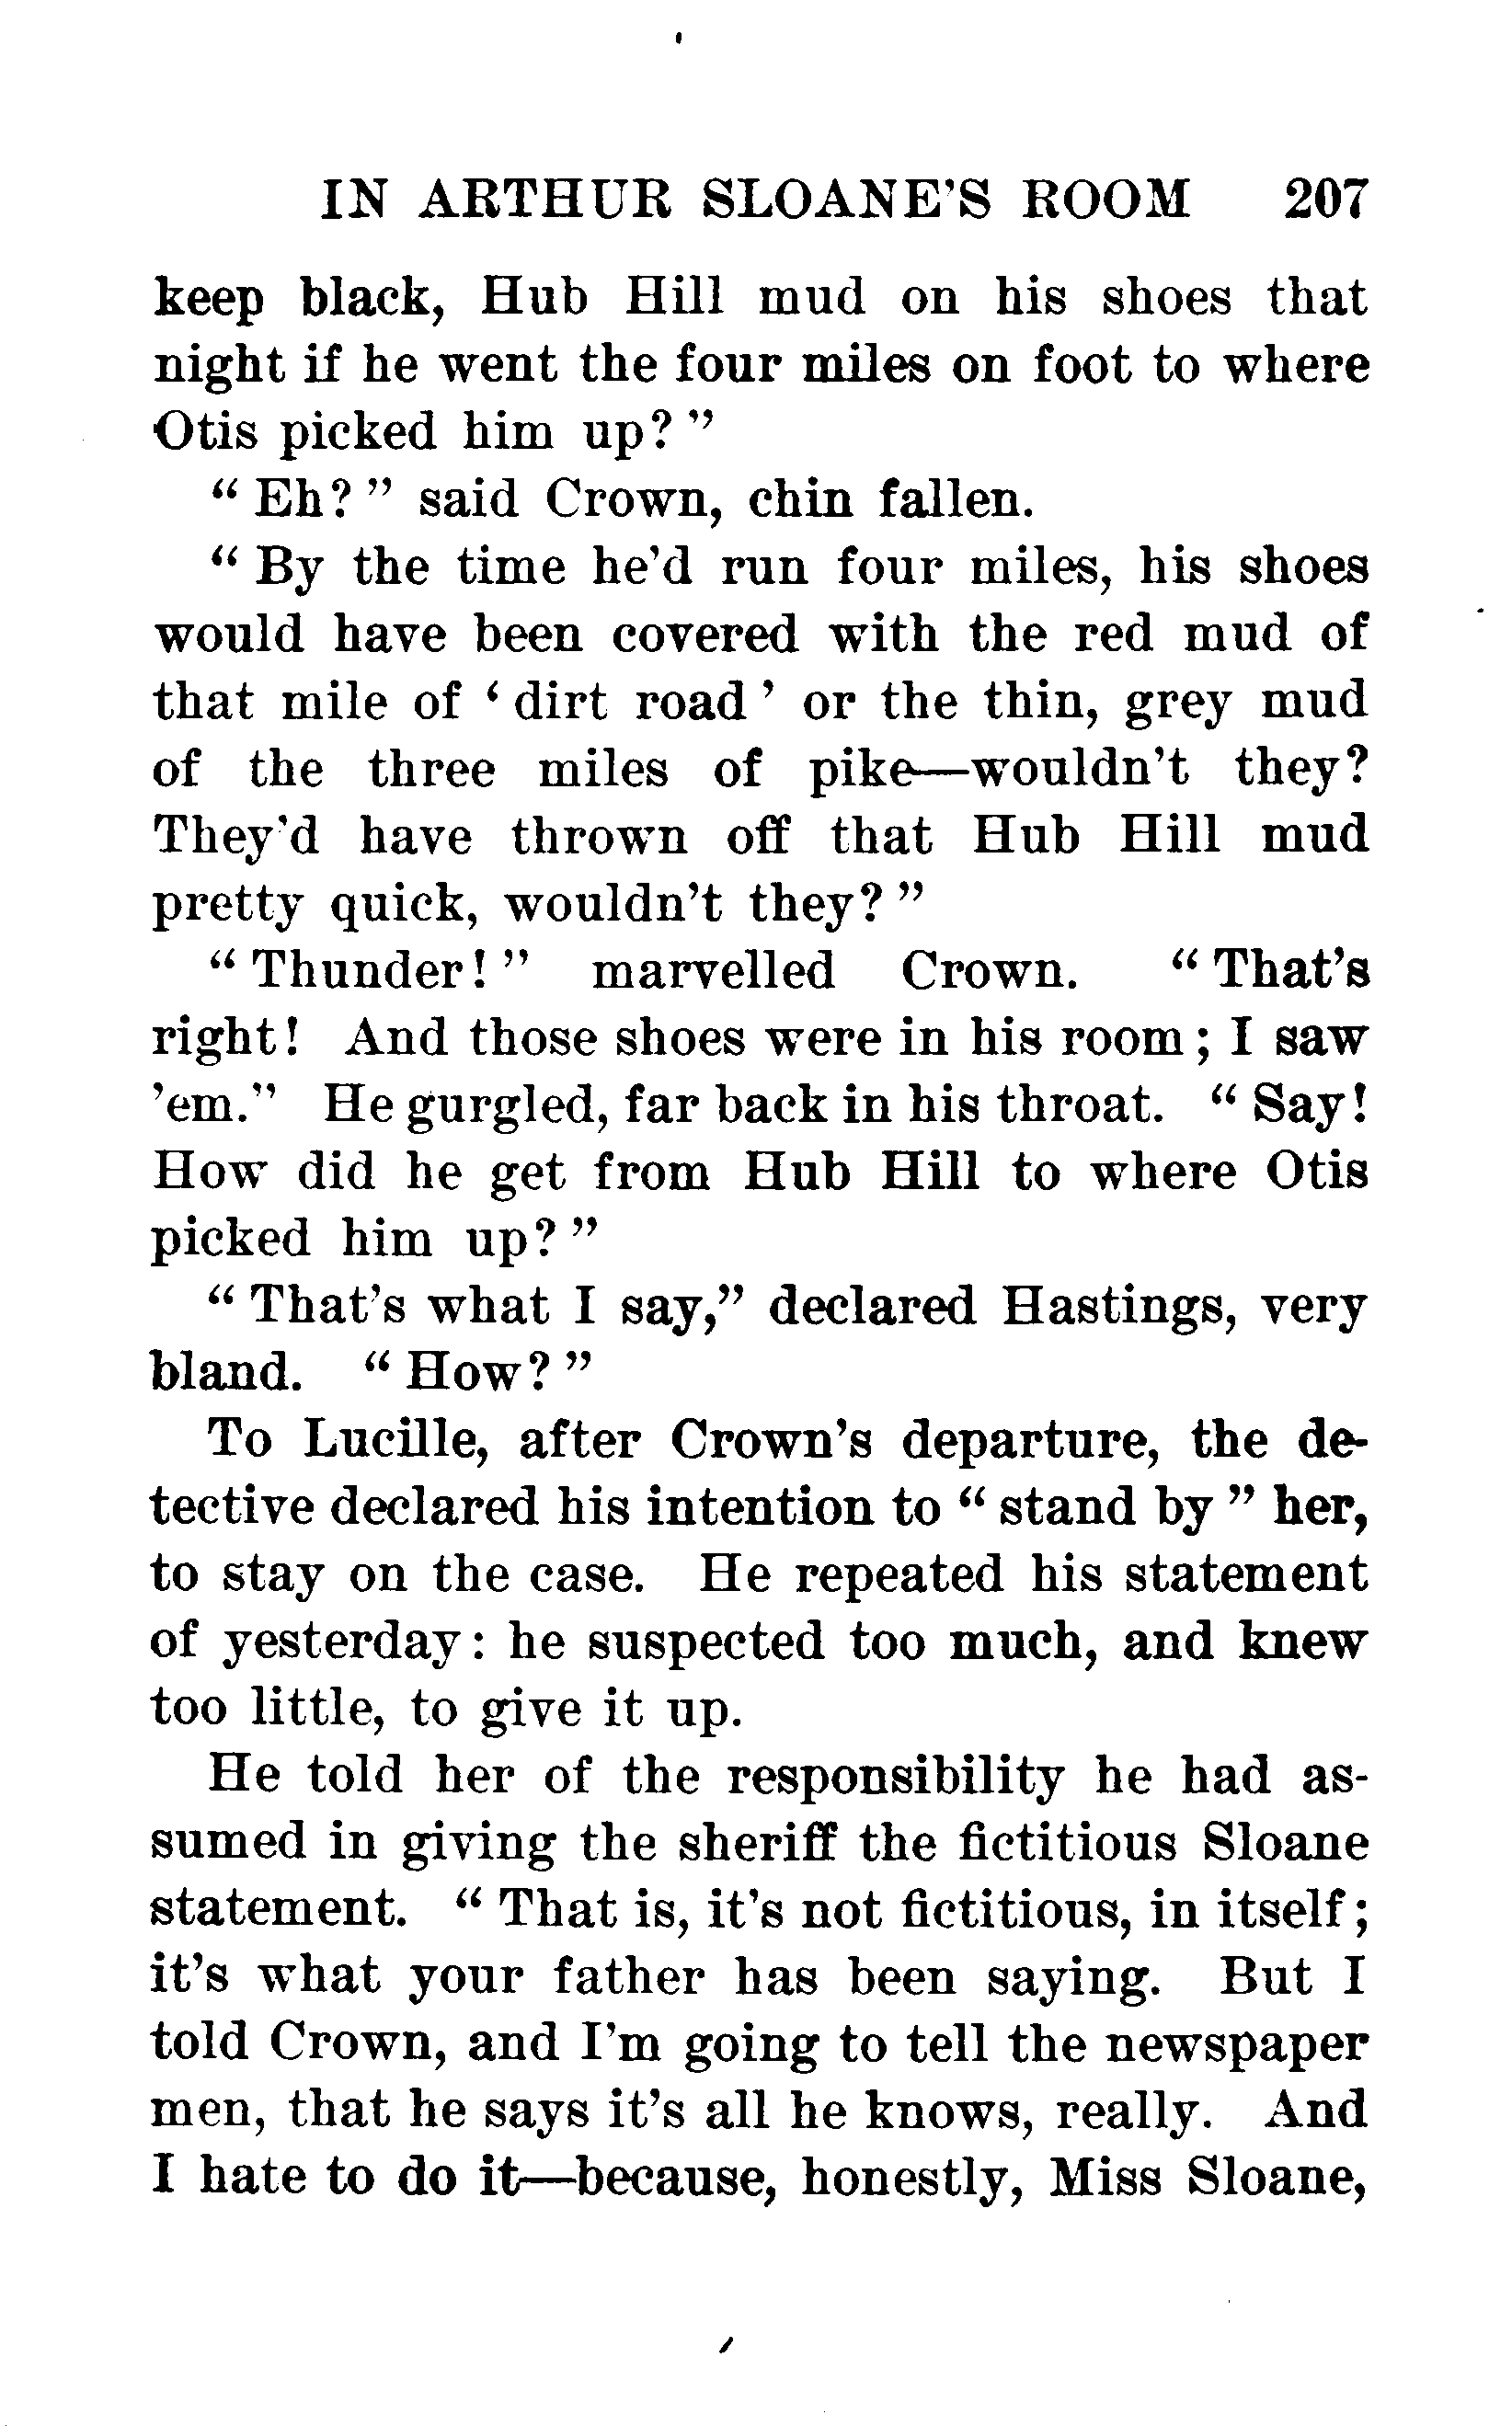 IN ARTHUR SLOANE'S ROOM 207
keep black, Hub Hill mud on his shoes that
night if he went the four miles on foot to where
Otis picked him up? ”
“ Eh? ” said Crown, chin fallen.
“ By the time he’d run four miles, his shoes
would have been covered with the red mud of
that mile of ‘ dirt road ’ or the thin, grey mud
of the three miles of pike—wouldn’t they?
They’d have thrown off that Hub Hill mud
pretty quick, wouldn’t they? ”
“ Thunder! ” marvelled Crown. “ That’s
right! And those shoes were in his room; I saw
’em.” He gurgled, far back in his throat. “ Say!
How did he get from Hub Hill to where Otis
picked him up? ”
“ That’s what I say,” declared Hastings, very
bland. “ How? ”
To Lucille, after Crown’s departure, the de-
tective declared his intention to “ stand by ” her,
to stay on the case. He repeated his statement
of yesterday: he suspected too much, and knew
too little, to give it up.
He told her of the responsibility he had as-
sumed in giving the sheriff the fictitious Sloane
statement. “ That is, it’s not fictitious, in itself;
it’s what your father has been saying. But I
told Crown, and I’m going to tell the newspaper
men, that he says it’s all he knows, really. And
I hate to do it—because, honestly, Miss Sloane,